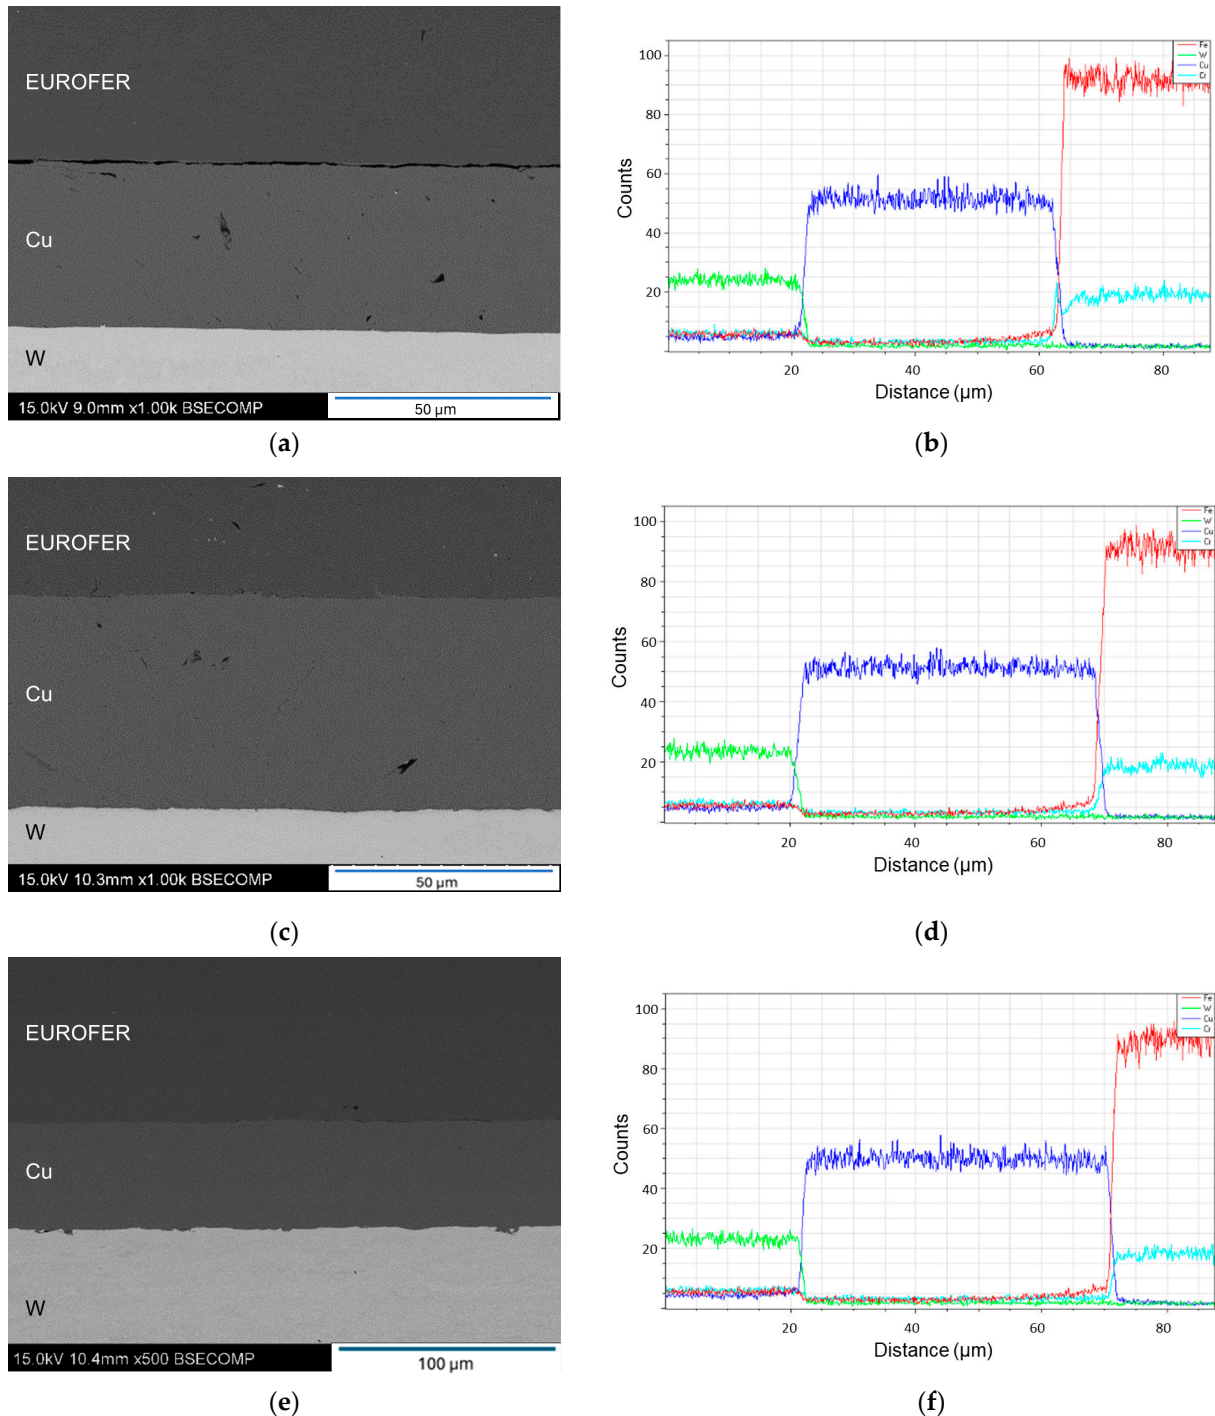 EUROFER
Cu
W
15.0kV 9.0mm x1.00k BSECOMP
50 µm
(a)
100
80
60
40
20
Counts
20 40 60 80
Distance (µm)
Fe
W
Cu
Cr
(b)
EUROFER
Cu
W
15.0kV 10.3mm x1.00k BSECOMP
50 µm
(c)
100
80
60
40
20
Counts
20 40 60 80
Distance (µm)
Fe
W
Cu
Cr
(d)
EUROFER
Cu
W
15.0kV 10.4mm x500 BSECOMP
100 µm
(e)
100
80
60
40
20
Counts
20 40 60 80
Distance (µm)
Fe
W
Cu
Cr
(f)